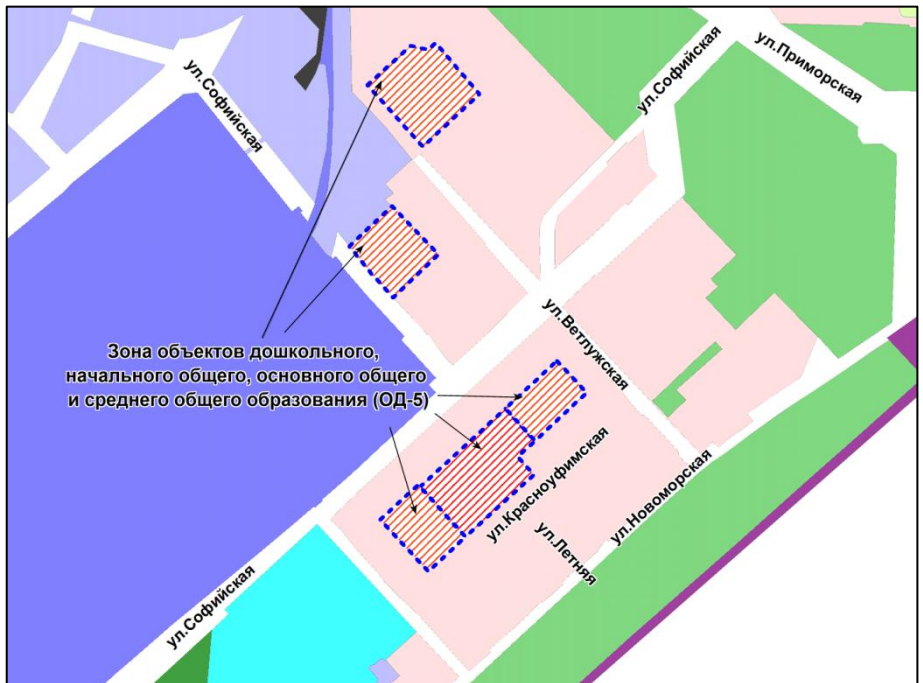 ул.Софийская
ул.Софийская
ул.Приморская
Зона объектов дошкольного,
начального общего, основного общего
и среднего общего образования (ОД-5)
ул.Ветлужская
ул.Красноуфимская
ул.Летняя
ул.Новоморская
ул.Софийская